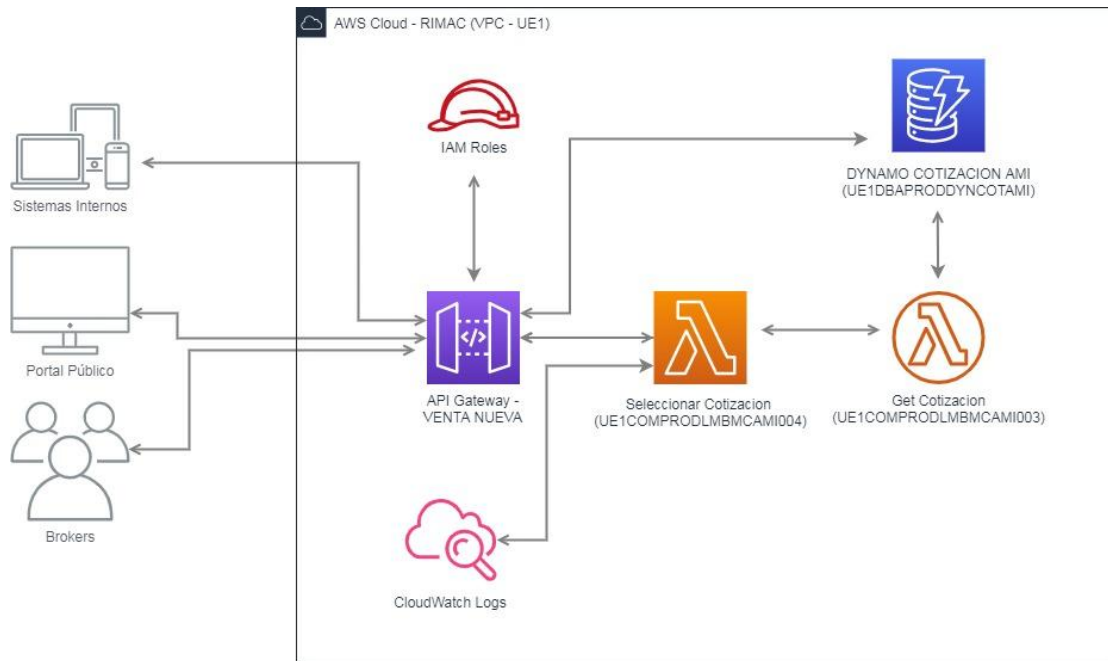 AWS Cloud - RIMAC (VPC - UE1)
IAM Roles
Sistemas Internos
DYNAMO COTIZACION AMI
(UE1DBAPRODDYNCOTAMI)
Portal Público
API Gateway -
VENTA NUEVA
Seleccionar Cotizacion
(UE1COMPRODLMBMCAMI004)
Get Cotizacion
(UE1COMPRODLMBMCAMI003)
Brokers
CloudWatch Logs